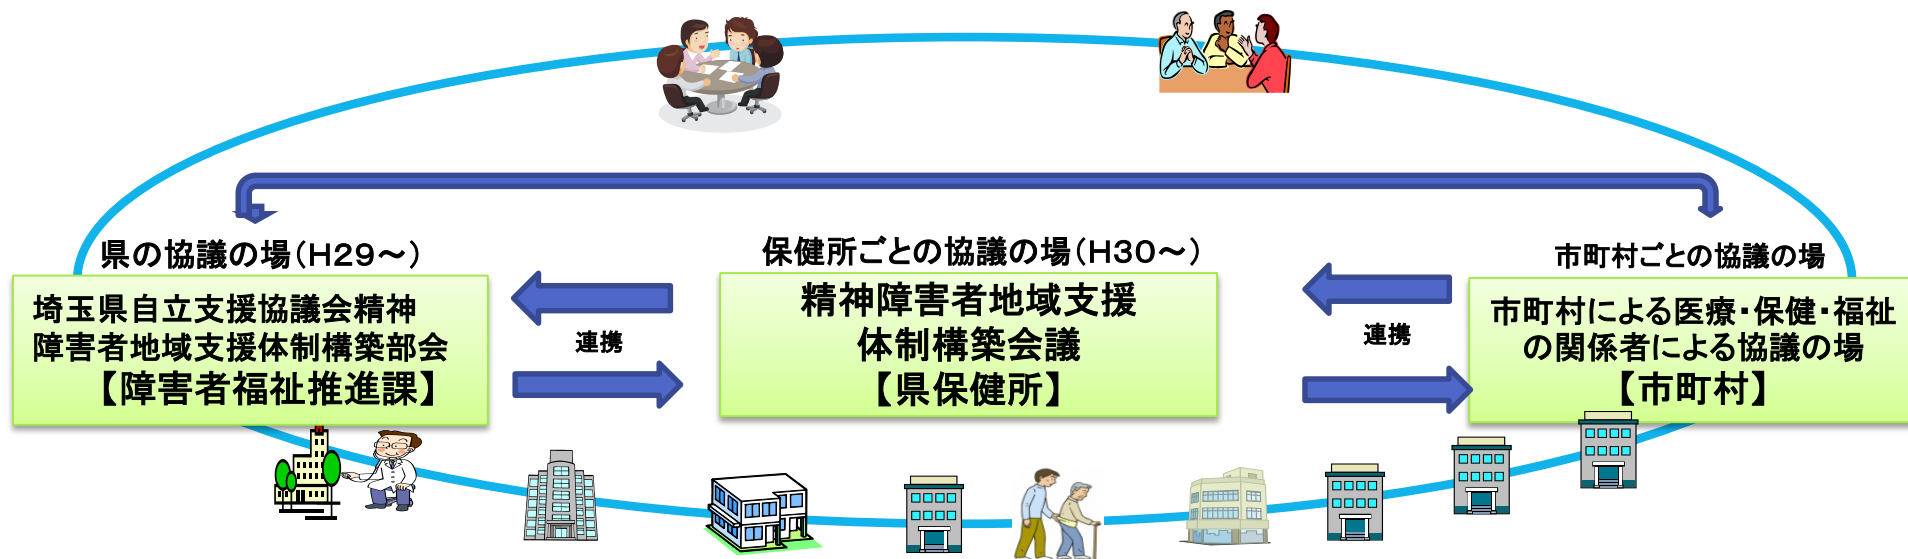 県の協議の場(H29～)
埼玉県自立支援協議会精神
障害者地域支援体制構築部会
【障害者福祉推進課】
連携
保健所ごとの協議の場(H30～)
精神障害者地域支援
体制構築会議
【県保健所】
連携
市町村ごとの協議の場
市町村による医療・保健・福祉
の関係者による協議の場
【市町村】